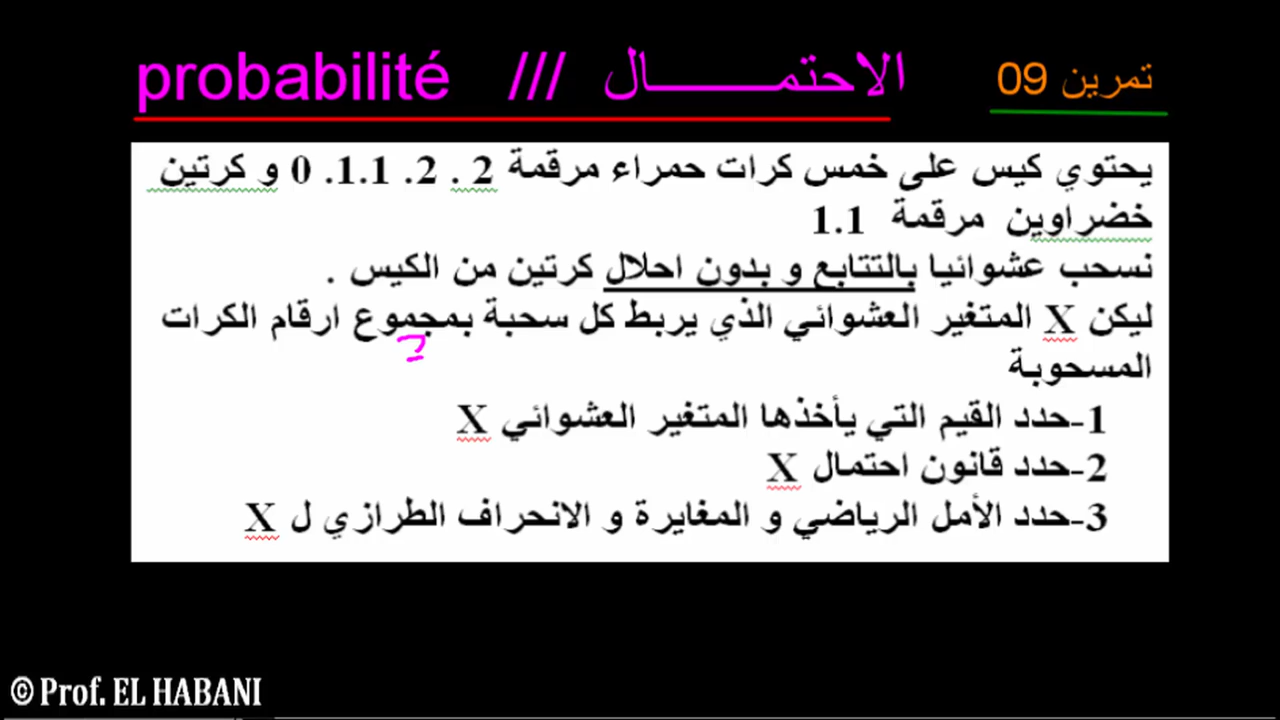 probabilité /// الاحتمـــــــال تمرين 09
يحتوي كيس على خمس كرات حمراء مرقمة 2 . 2. 1.1. 0 و كرتين
خضراوين مرقمة 1.1
نسحب عشوائيا بالتتابع و بدون احلال كرتين من الكيس .
ليكن X المتغير العشوائي الذي يربط كل سحبة بمجموع ارقام الكرات
المسحوبة
1-حدد القيم التي يأخذها المتغير العشوائي X
2-حدد قانون احتمال X
3-حدد الأمل الرياضي و المغايرة و الانحراف الطرازي ل X
© Prof. EL HABANI